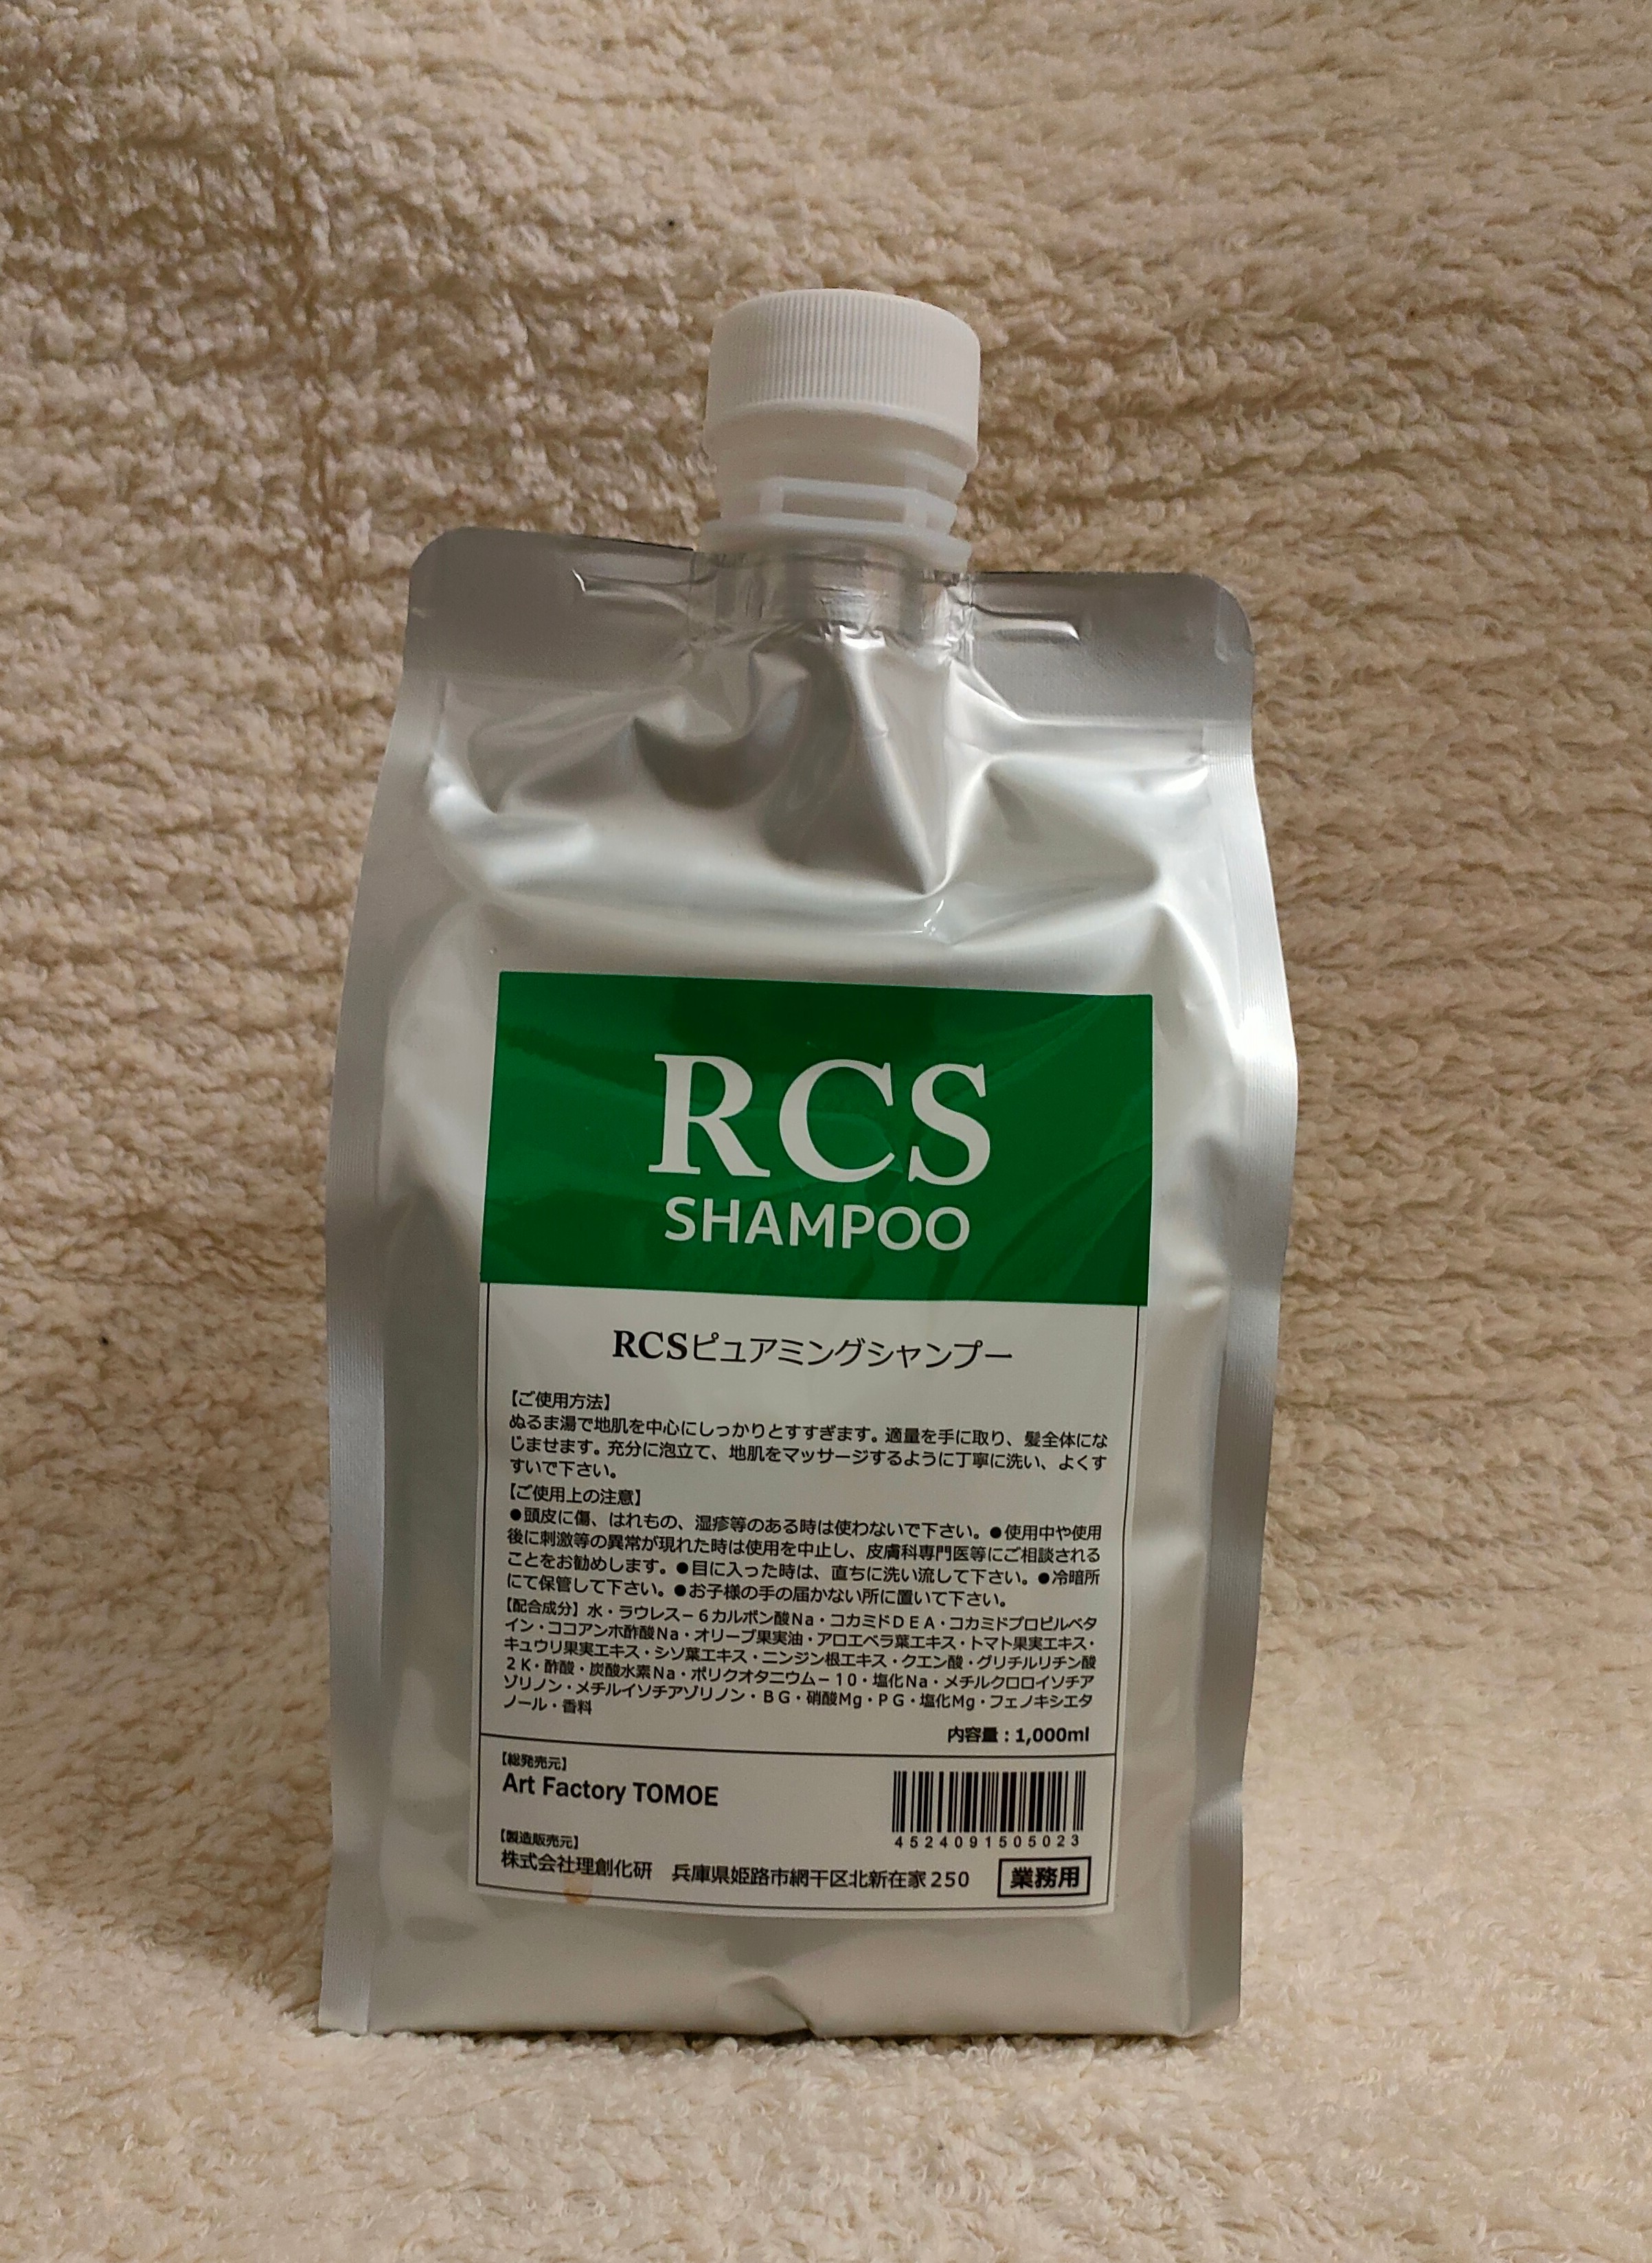 RCS
SHAMPOO
RCSピュアミングシャンプー
【ご使用方法】
ぬるま湯で地肌を中心にしっかりとすすぎます。適量を手に取り、髪全体にな
じませます。充分に泡立て、地肌をマッサージするように丁寧に洗い、よくす
すいで下さい。
【ご使用上の注意】
●頭皮に傷、はれもの、湿疹等のある時は使わないで下さい。●使用中や使用
後に刺激等の異常が現れた時は使用を中止し、皮膚科専門医等にご相談される
ことをお勧めします。●目に入った時は、直ちに洗い流して下さい。●冷暗所
にて保管して下さい。●お子様の手の届かない所に置いて下さい。
【配合成分】水・ラウレス－６カルボン酸Na・コカミドＤＥＡ・コカミドプロピルベタ
イン・ココアンホ酢酸Na・オリーブ果実油・アロエベラ葉エキス・トマト果実エキス・
キュウリ果実エキス・シソ葉エキス・ニンジン根エキス・クエン酸・グリチルリチン酸
２Ｋ・酢酸・炭酸水素Na・ポリクオタニウム－10・塩化Na・メチルクロロイソチア
ゾリノン・メチルイソチアゾリノン・ＢＧ・硝酸Mg・ＰＧ・塩化Mg・フェノキシエタ
ノール・香料
内容量：1,000ml
【総発売元】
Art Factory TOMOE
4524091505023
【製造販売元】
株式会社理創化研　兵庫県姫路市網干区北新在家250
業務用